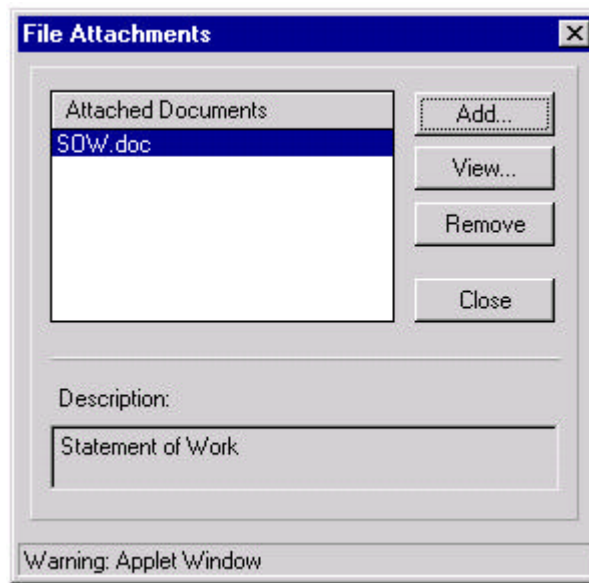 File Attachments
Attached Documents
SOW.doc
Add...
View...
Remove
Close
Description:
Statement of Work
Warning: Applet Window